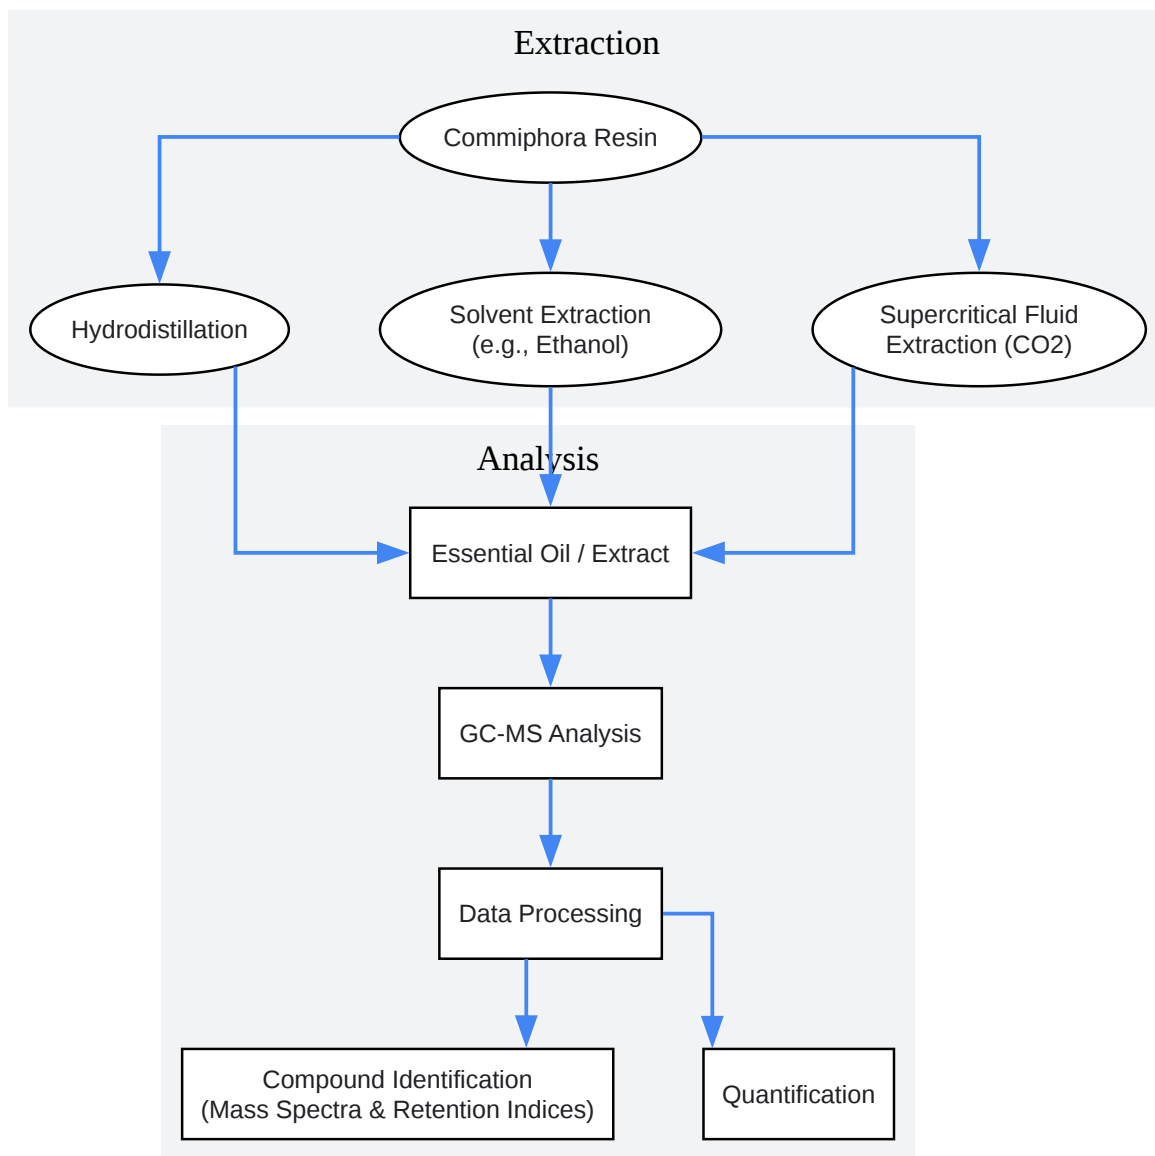 Extraction
Commiphora Resin
Hydrodistillation
Solvent Extraction
(e.g., Ethanol)
Supercritical Fluid
Extraction (CO2)
Analysis
Essential Oil / Extract
GC-MS Analysis
Data Processing
Compound Identification
(Mass Spectra & Retention Indices)
Quantification